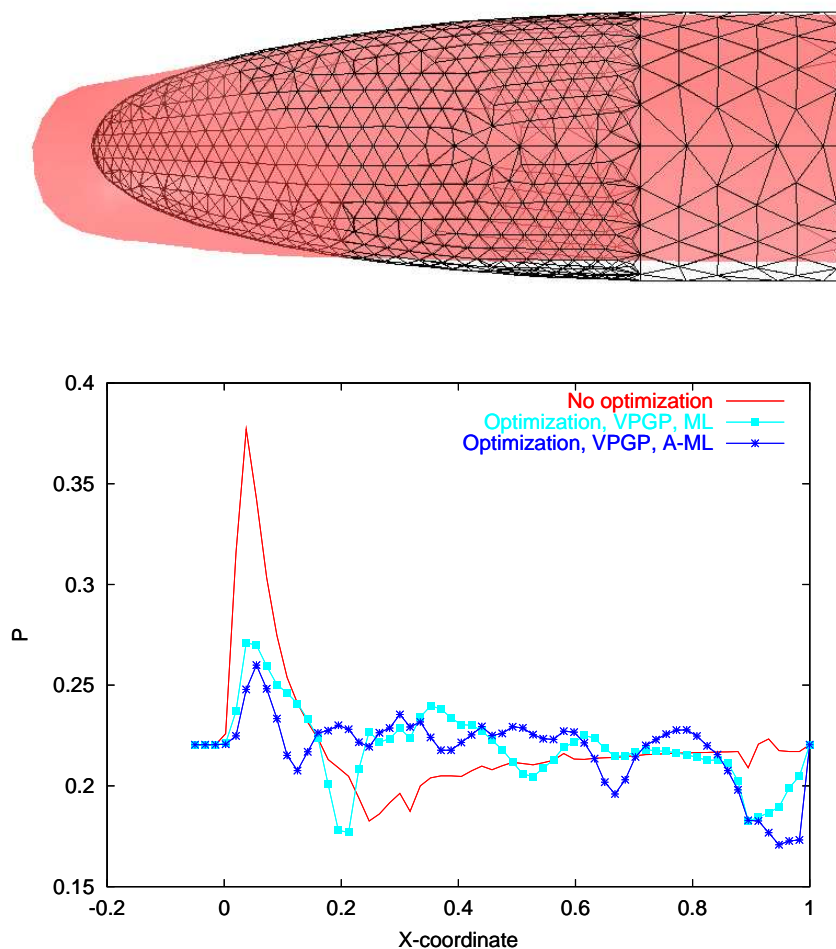 0.4
No optimization
Optimization, VPGP, ML
Optimization, VPGP, A-ML
0.35
0.3
P
0.25
0.2
0.15
-0.2 0 0.2 0.4 0.6 0.8 1
X-coordinate